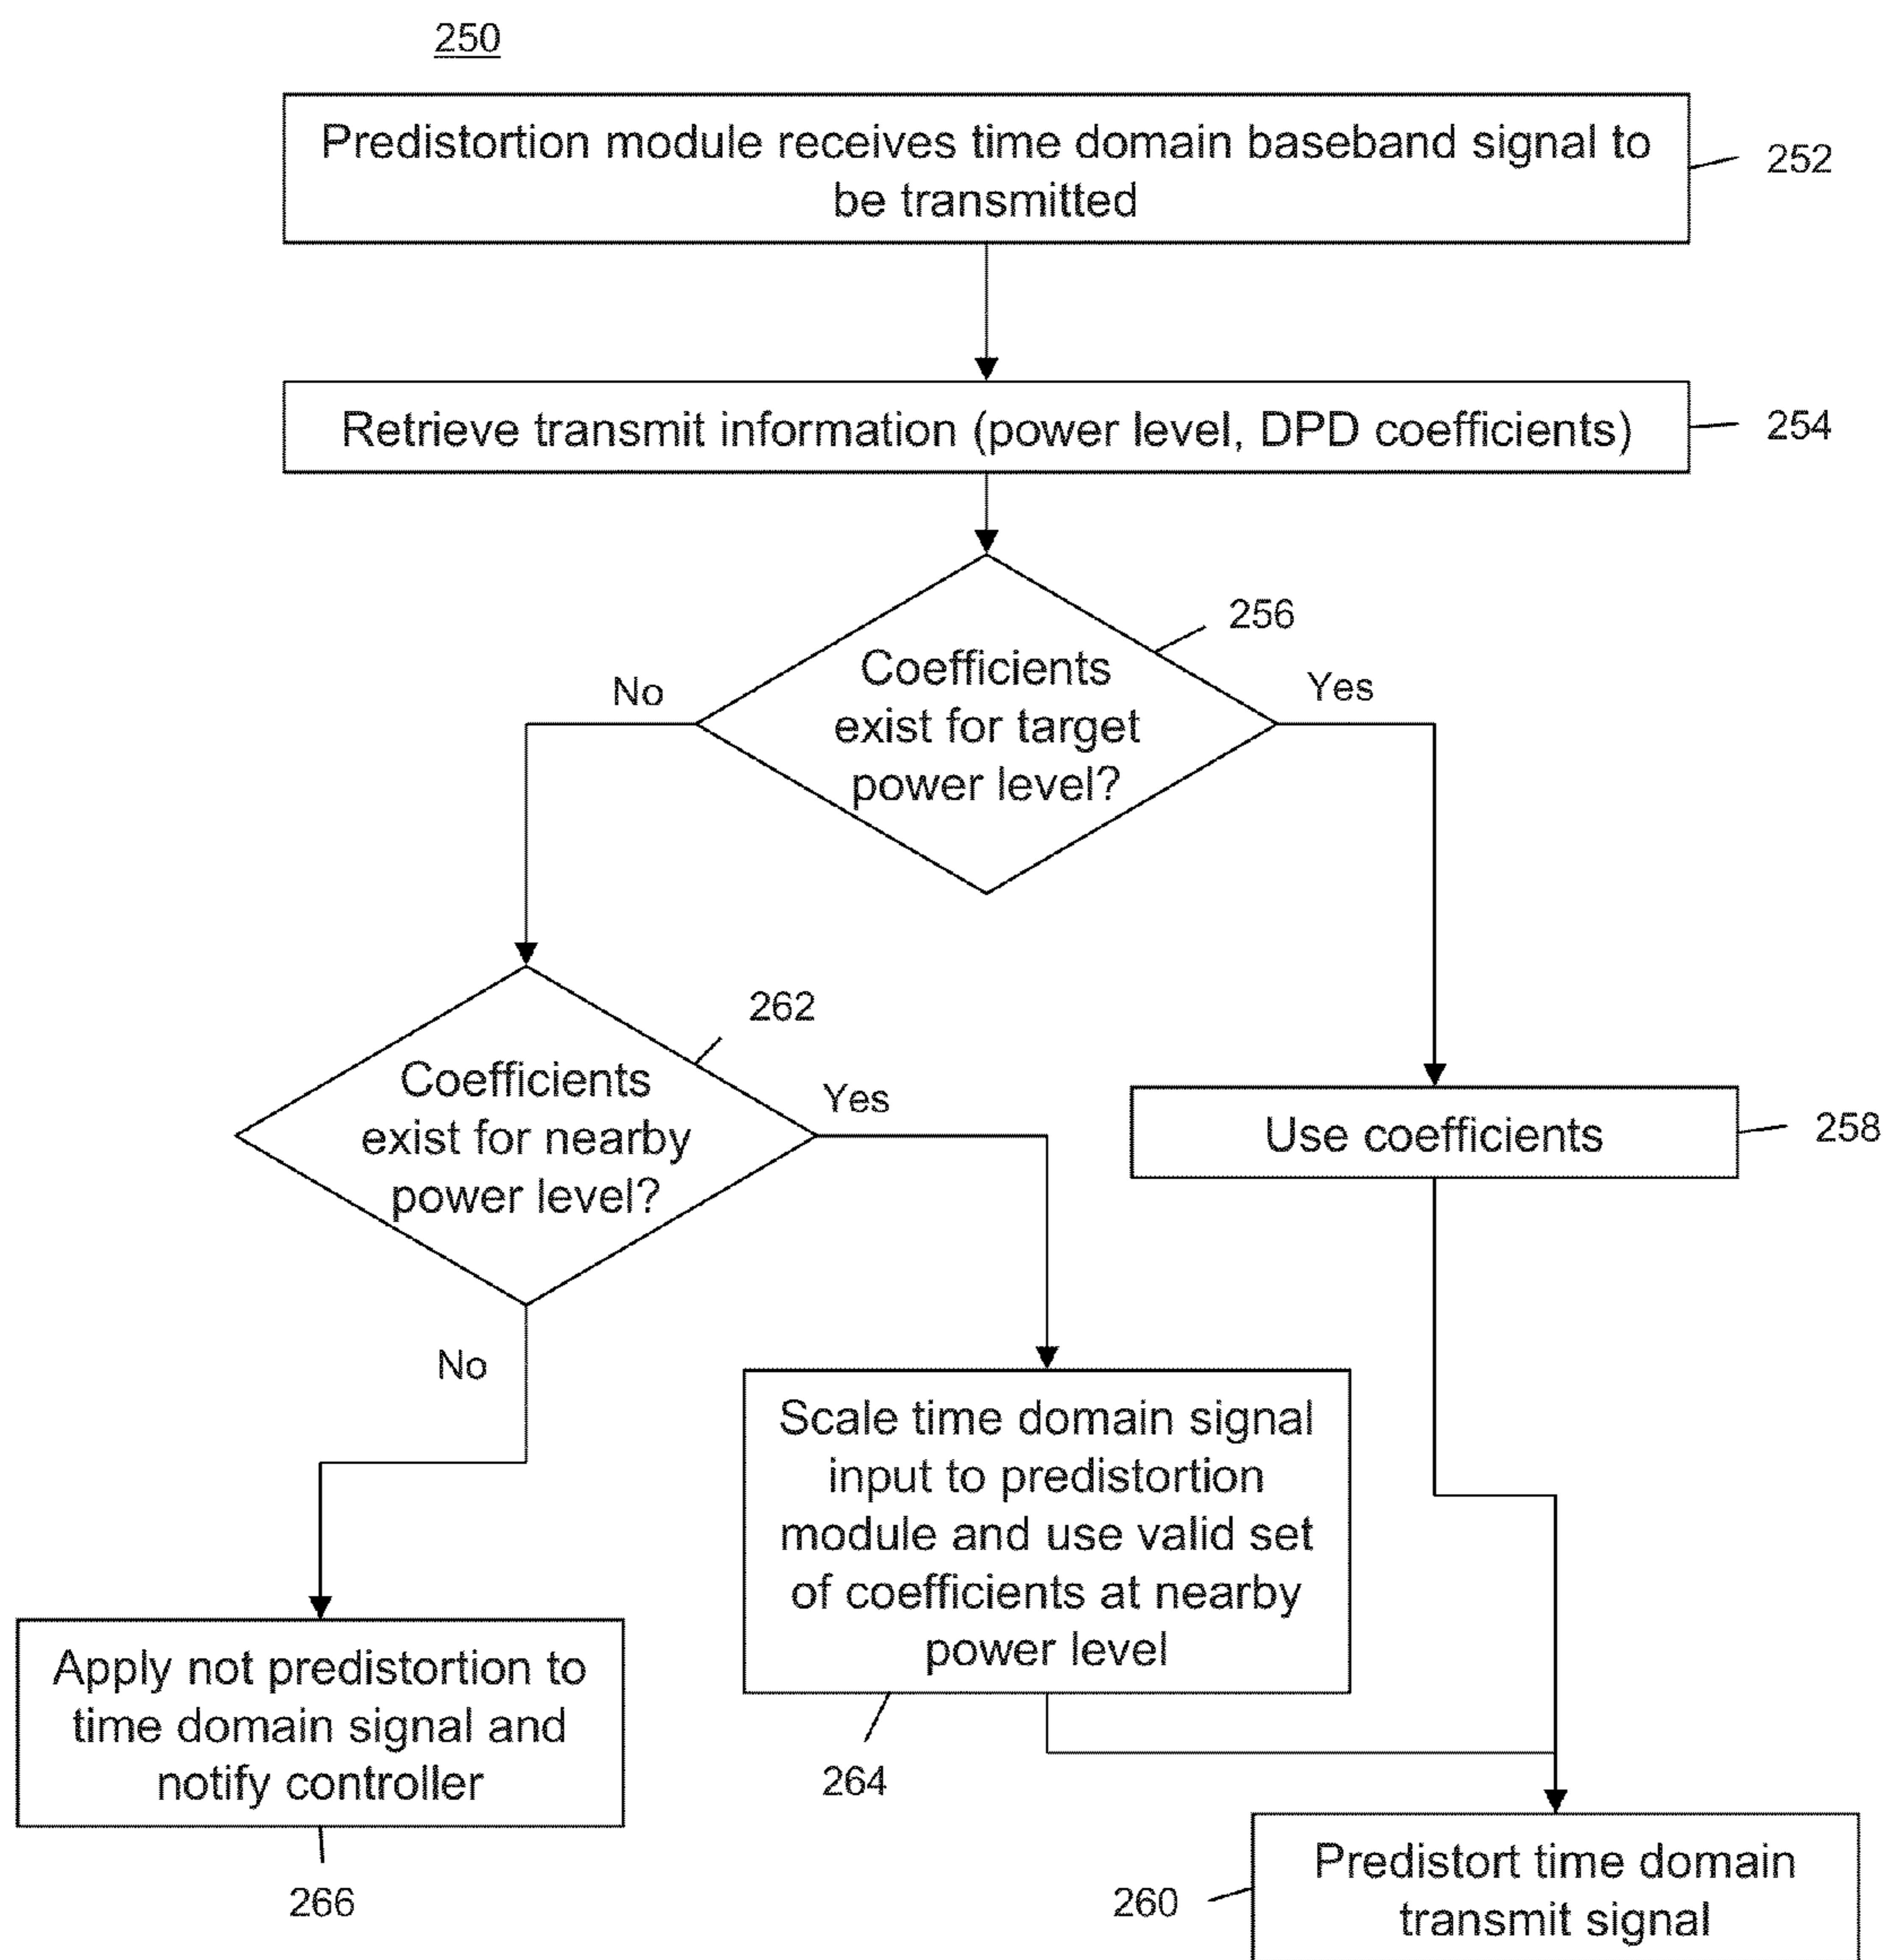 250
Predistortion module receives time domain baseband signal to
be transmitted
252
Retrieve transmit information (power level, DPD coefficients)
254
256
Coefficients
exist for target
power level?
No
Yes
262
Coefficients
exist for nearby
power level?
Yes
Use coefficients
258
No
Scale time domain signal
input to predistortion
module and use valid set
of coefficients at nearby
power level
264
Apply not predistortion to
time domain signal and
notify controller
266
Predistort time domain
transmit signal
260